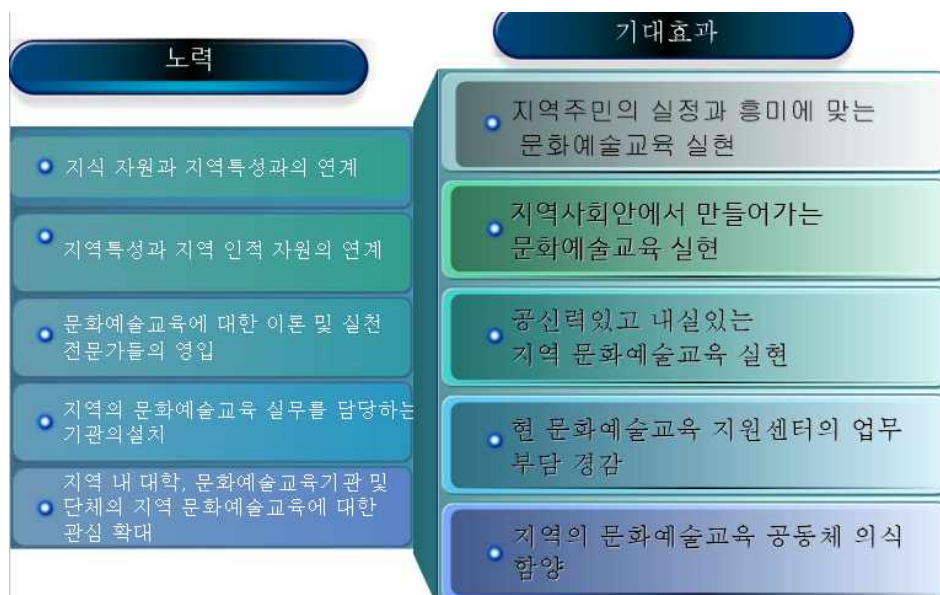 노력
지식 자원과 지역특성과의 연계
지역특성과 지역 인적 자원의 연계
문화예술교육에 대한 이론 및 실천
전문가들의 영입
지역의 문화예술교육 실무를 담당하는
기관의설치
지역 내 대학, 문화예술교육기관 및
단체의 지역 문화예술교육에 대한
관심 확대
기대효과
지역주민의 실정과 흥미에 맞는
문화예술교육 실현
지역사회안에서 만들어가는
문화예술교육 실현
공신력있고 내실있는
지역 문화예술교육 실현
현 문화예술교육 지원센터의 업무
부담 경감
지역의 문화예술교육 공동체 의식
함양